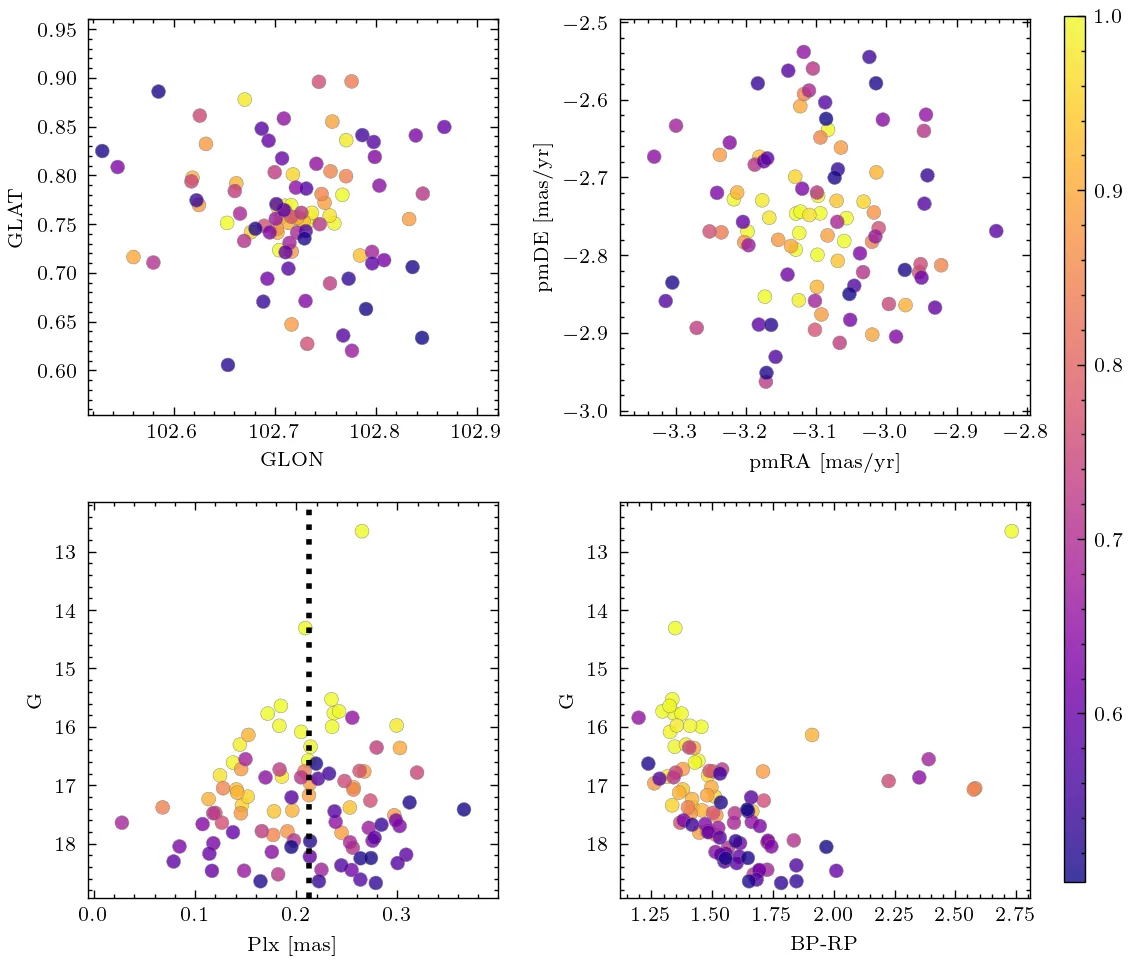 0.95
0.90
0.85
0.80
0.75
0.70
0.65
0.60
GLAT
102.6 102.7 102.8 102.9
GLON
−2.5
−2.6
−2.7
−2.8
−2.9
−3.0
pmDE [mas/yr]
−3.3 −3.2 −3.1 −3.0 −2.9 −2.8
pmRA [mas/yr]
1.0
0.9
0.8
0.7
0.6
13
14
15
16
17
18
G
0.0 0.1 0.2 0.3
Plx [mas]
13
14
15
16
17
18
G
1.25 1.50 1.75 2.00 2.25 2.50 2.75
BP-RP